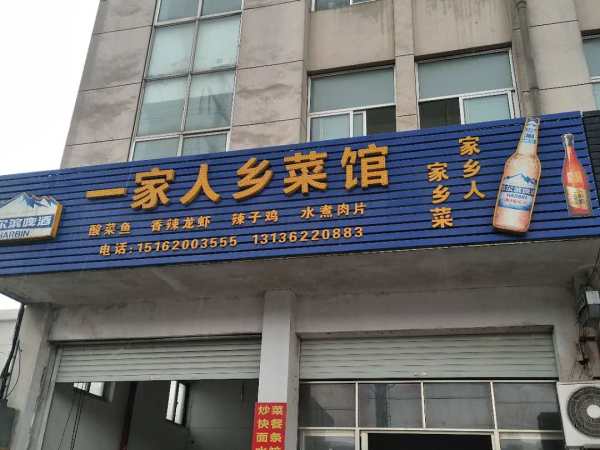 一家人乡菜馆
家乡人
家乡菜
酸菜鱼 香辣龙虾 辣子鸡 水煮肉片
电话:15162003555 13136220883
尔滨啤酒
HARBIN
炒菜
快餐
面条